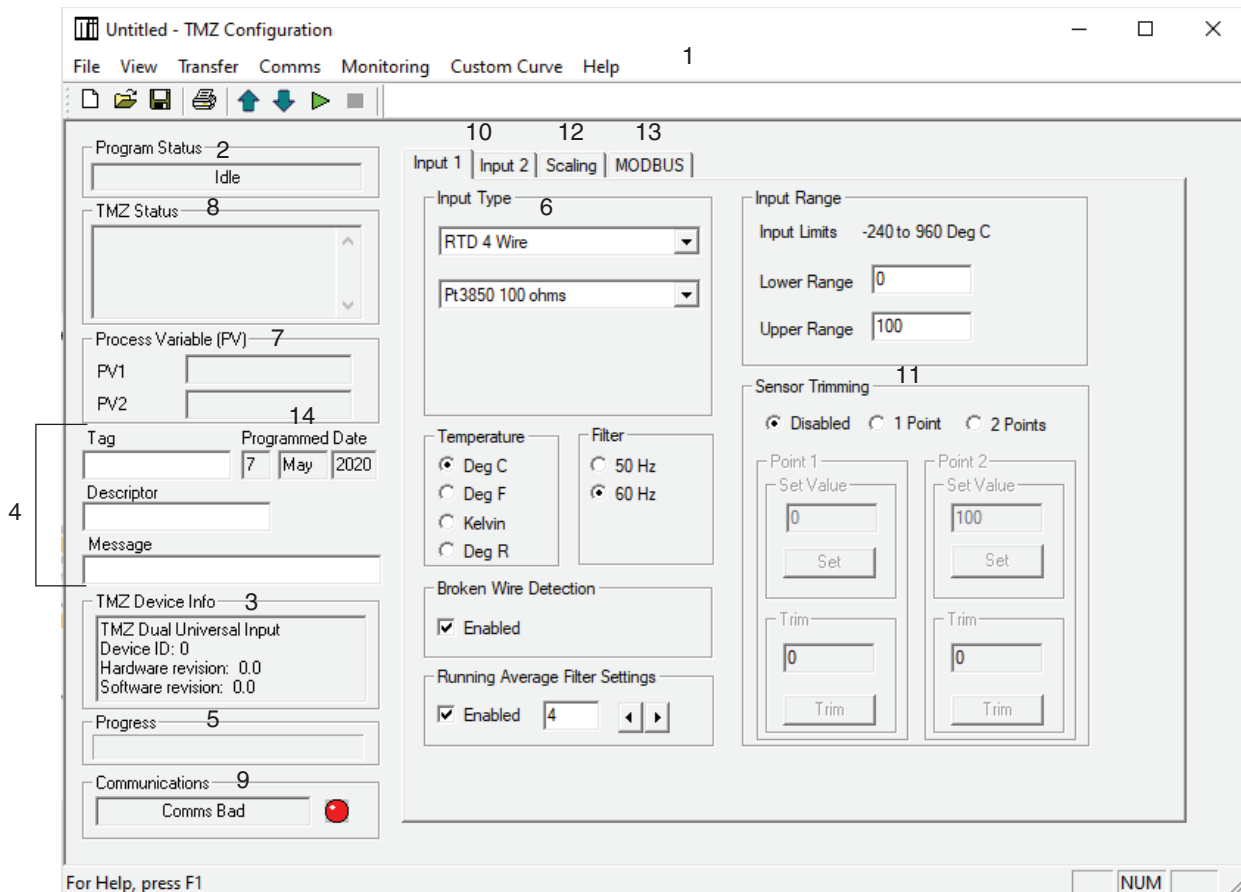 Untitled - TMZ Configuration
File View Transfer Comms Monitoring Custom Curve Help 1
Program Status 2
Idle
TMZ Status 8
Process Variable (PV) 7
PV1
PV2
14
4
Tag Programmed Date
7 May 2020
Descriptor
Message
TMZ Device Info 3
TMZ Dual Universal Input
Device ID: 0
Hardware revision: 0.0
Software revision: 0.0
Progress 5
Communications 9
Comms Bad
10 12 13
Input 1 Input 2 Scaling MODBUS
Input Type 6
RTD 4 Wire
Pt3850 100 ohms
Temperature
Deg C
Deg F
Kelvin
Deg R
Filter
50 Hz
60 Hz
Broken Wire Detection
Enabled
Running Average Filter Settings
Enabled 4
Input Range
Input Limits -240 to 960 Deg C
Lower Range 0
Upper Range 100
11
Sensor Trimming
Disabled 1 Point 2 Points
Point 1
Set Value
0
Set
Trim
0
Trim
Point 2
Set Value
100
Set
Trim
0
Trim
For Help, press F1
NUM